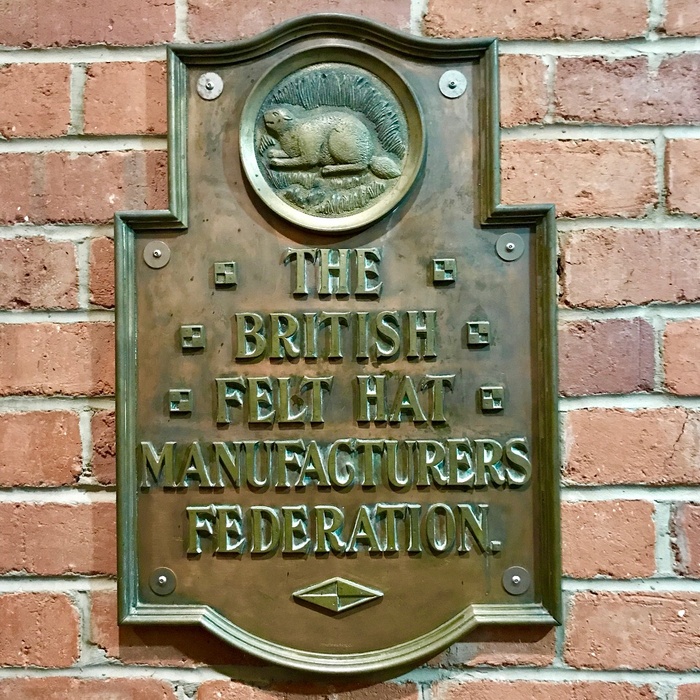 THE
BRITISH
FELT HAT
MANUFACTURERS
FEDERATION.